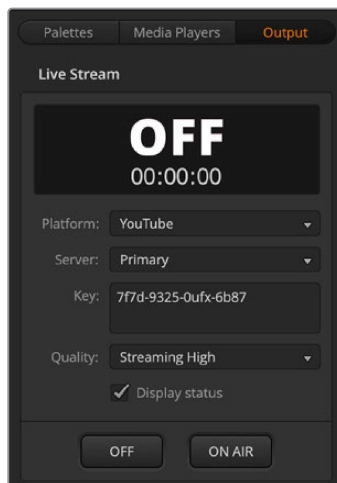 Palettes Media Players Output
Live Stream
OFF
00:00:00
Platform: YouTube
Server: Primary
Key: 7f7d-9325-0ufx-6b87
Quality: Streaming High
Display status
OFF ON AIR